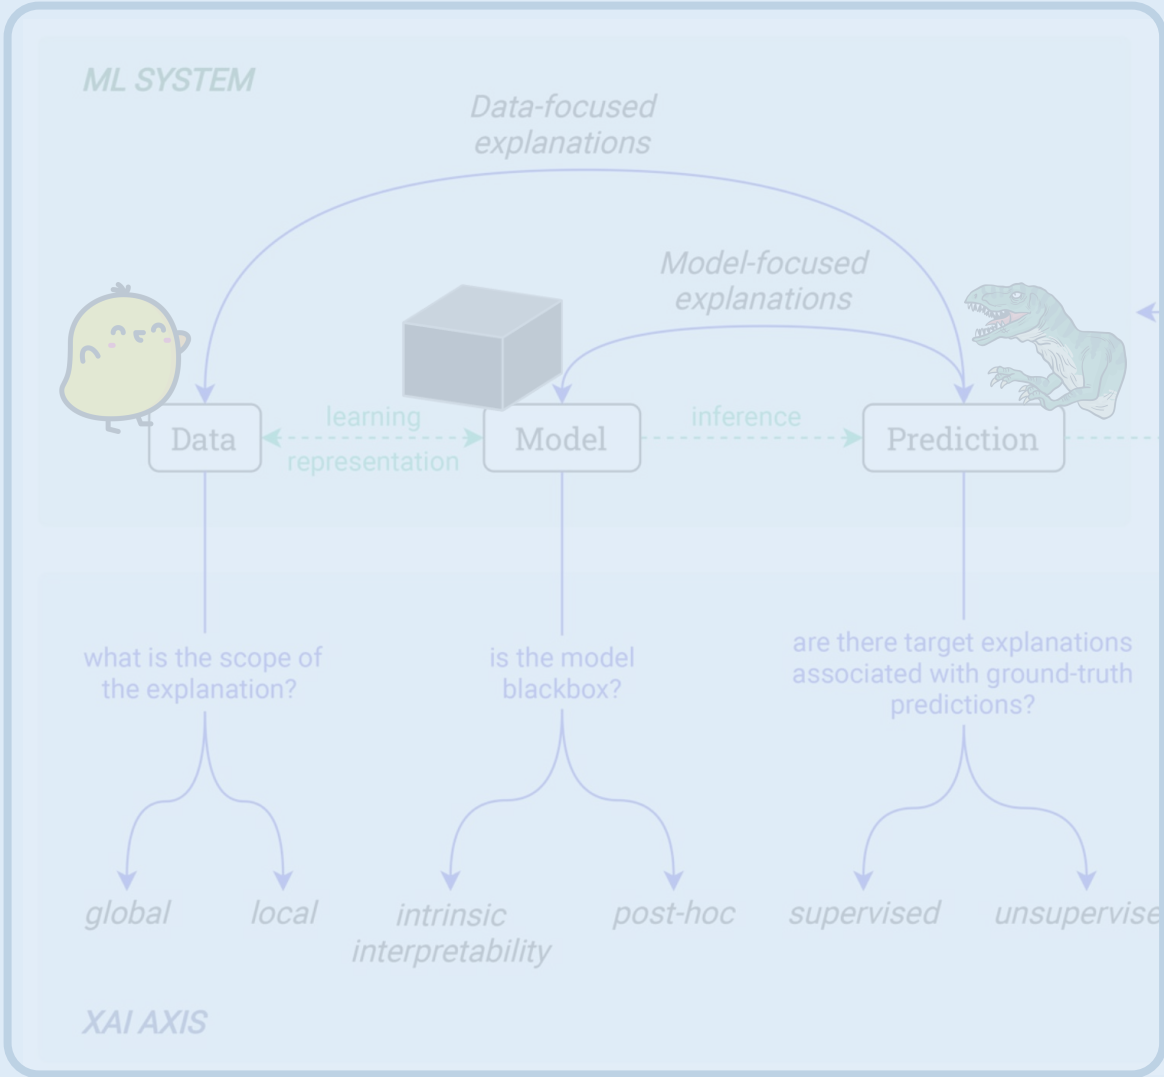 ML SYSTEM
Data-focused
explanations
Model-focused
explanations
learning
inference
Data
Model
Prediction
representation
what is the scope of
the explanation?
is the model
blackbox?
are there target explanations
associated with ground-truth
predictions?
global
local
intrinsic
interpretability
post-hoc
supervised
unsupervise
XAI AXIS